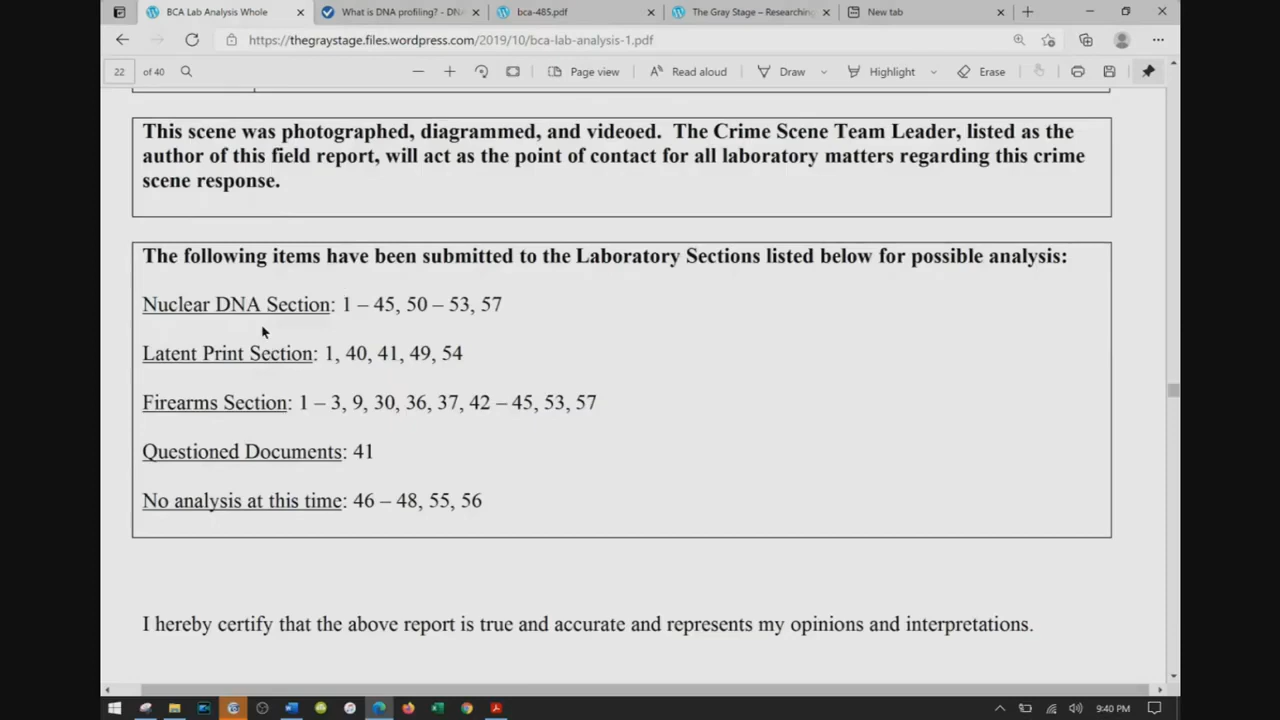 BCA Lab Analysis Whole
What is DNA profiling? - DNA
bca-485.pdf
The Gray Stage – Researching
New tab
https://thegraystage.files.wordpress.com/2019/10/bca-lab-analysis-1.pdf
22 of 40
Page view
Read aloud
Draw
Highlight
Erase
This scene was photographed, diagrammed, and videoed. The Crime Scene Team Leader, listed as the
author of this field report, will act as the point of contact for all laboratory matters regarding this crime
scene response.
The following items have been submitted to the Laboratory Sections listed below for possible analysis:
Nuclear DNA Section: 1 – 45, 50 – 53, 57
Latent Print Section: 1, 40, 41, 49, 54
Firearms Section: 1 – 3, 9, 30, 36, 37, 42 – 45, 53, 57
Questioned Documents: 41
No analysis at this time: 46 – 48, 55, 56
I hereby certify that the above report is true and accurate and represents my opinions and interpretations.
9:40 PM